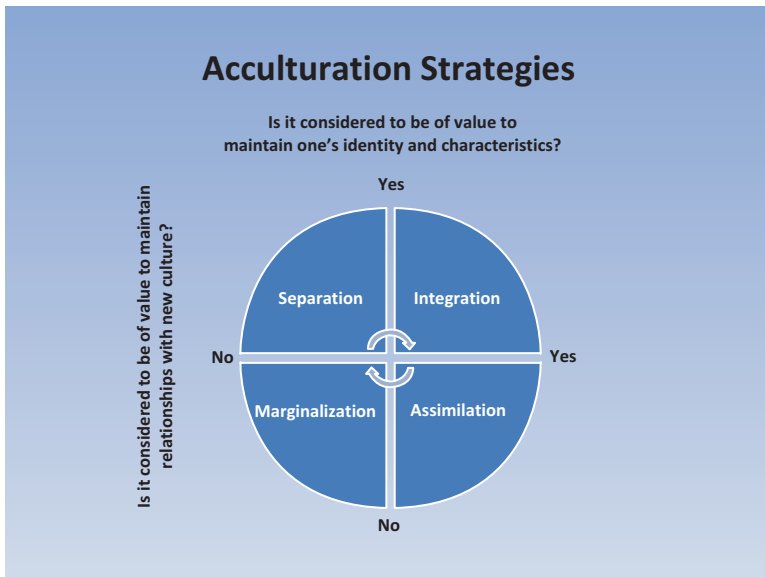 Acculturation Strategies
Is it considered to be of value to
maintain one’s identity and characteristics?
Is it considered to be of value to maintain
relationships with new culture?
Yes
Separation
Integration
No
Yes
Marginalization
Assimilation
No